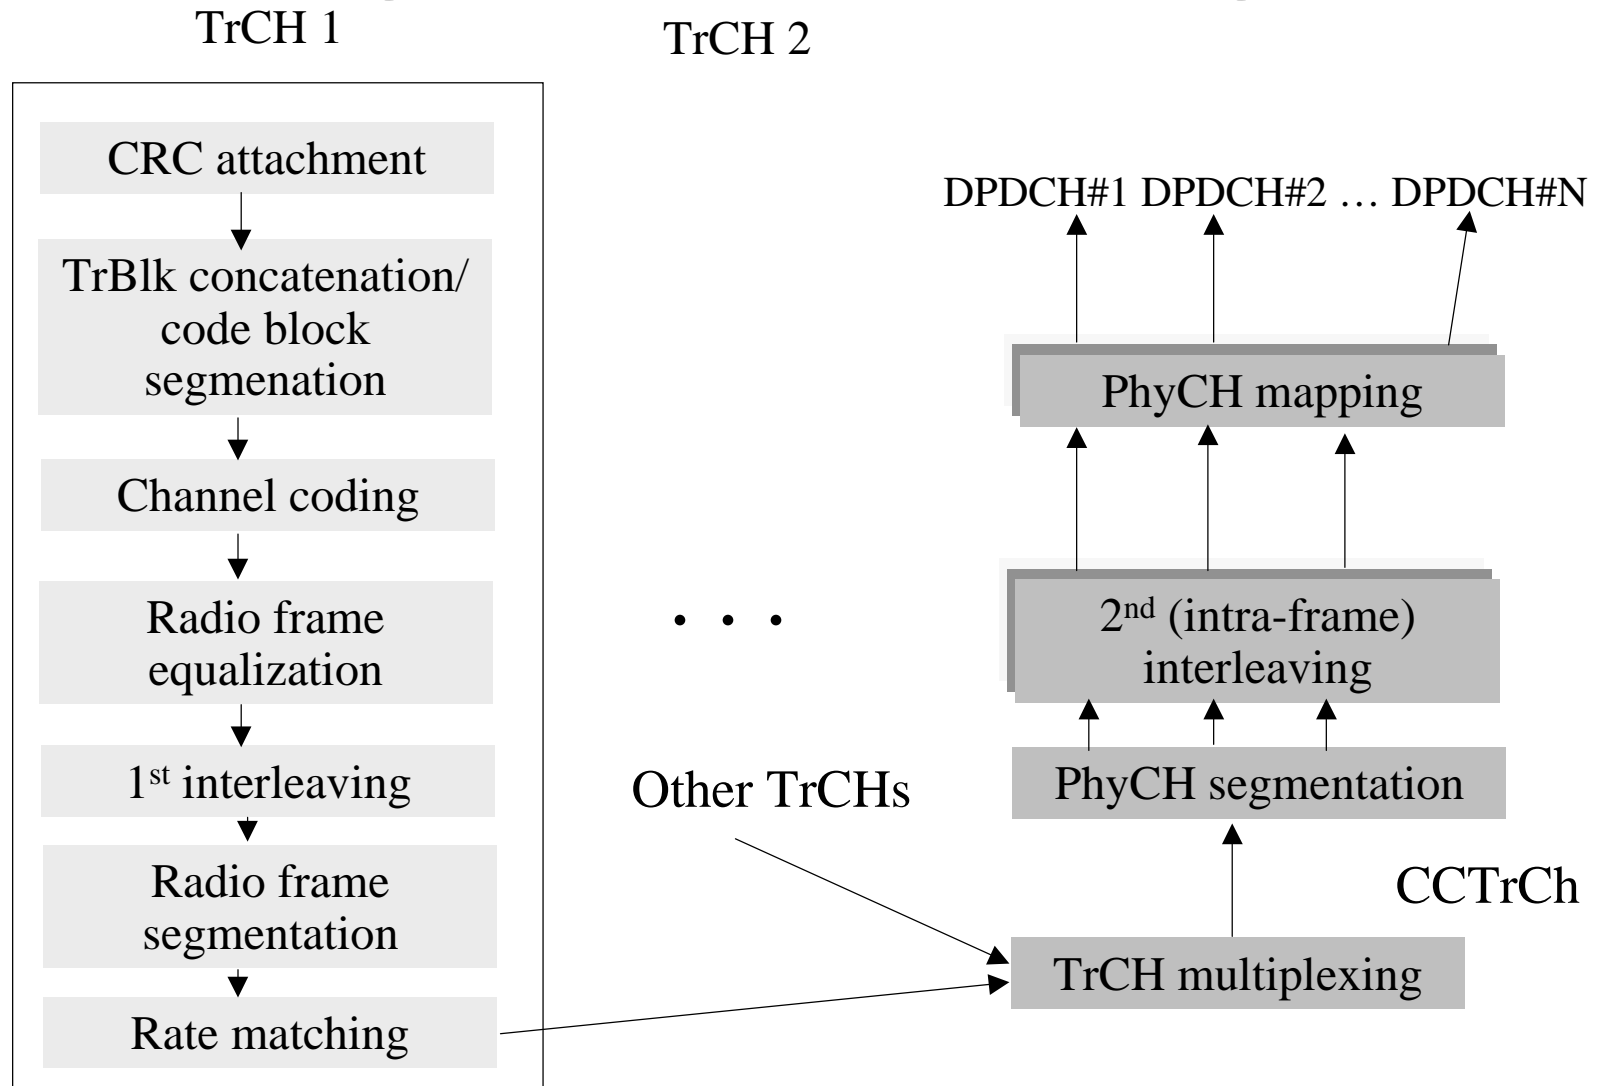 TrCH 1
TrCH 2
CRC attachment
TrBlk concatenation/
code block
segmenation
Channel coding
Radio frame
equalization
1st interleaving
Radio frame
segmentation
Rate matching
. . .
Other TrCHs
DPDCH#1 DPDCH#2 … DPDCH#N
PhyCH mapping
2nd (intra-frame)
interleaving
PhyCH segmentation
CCTrCh
TrCH multiplexing